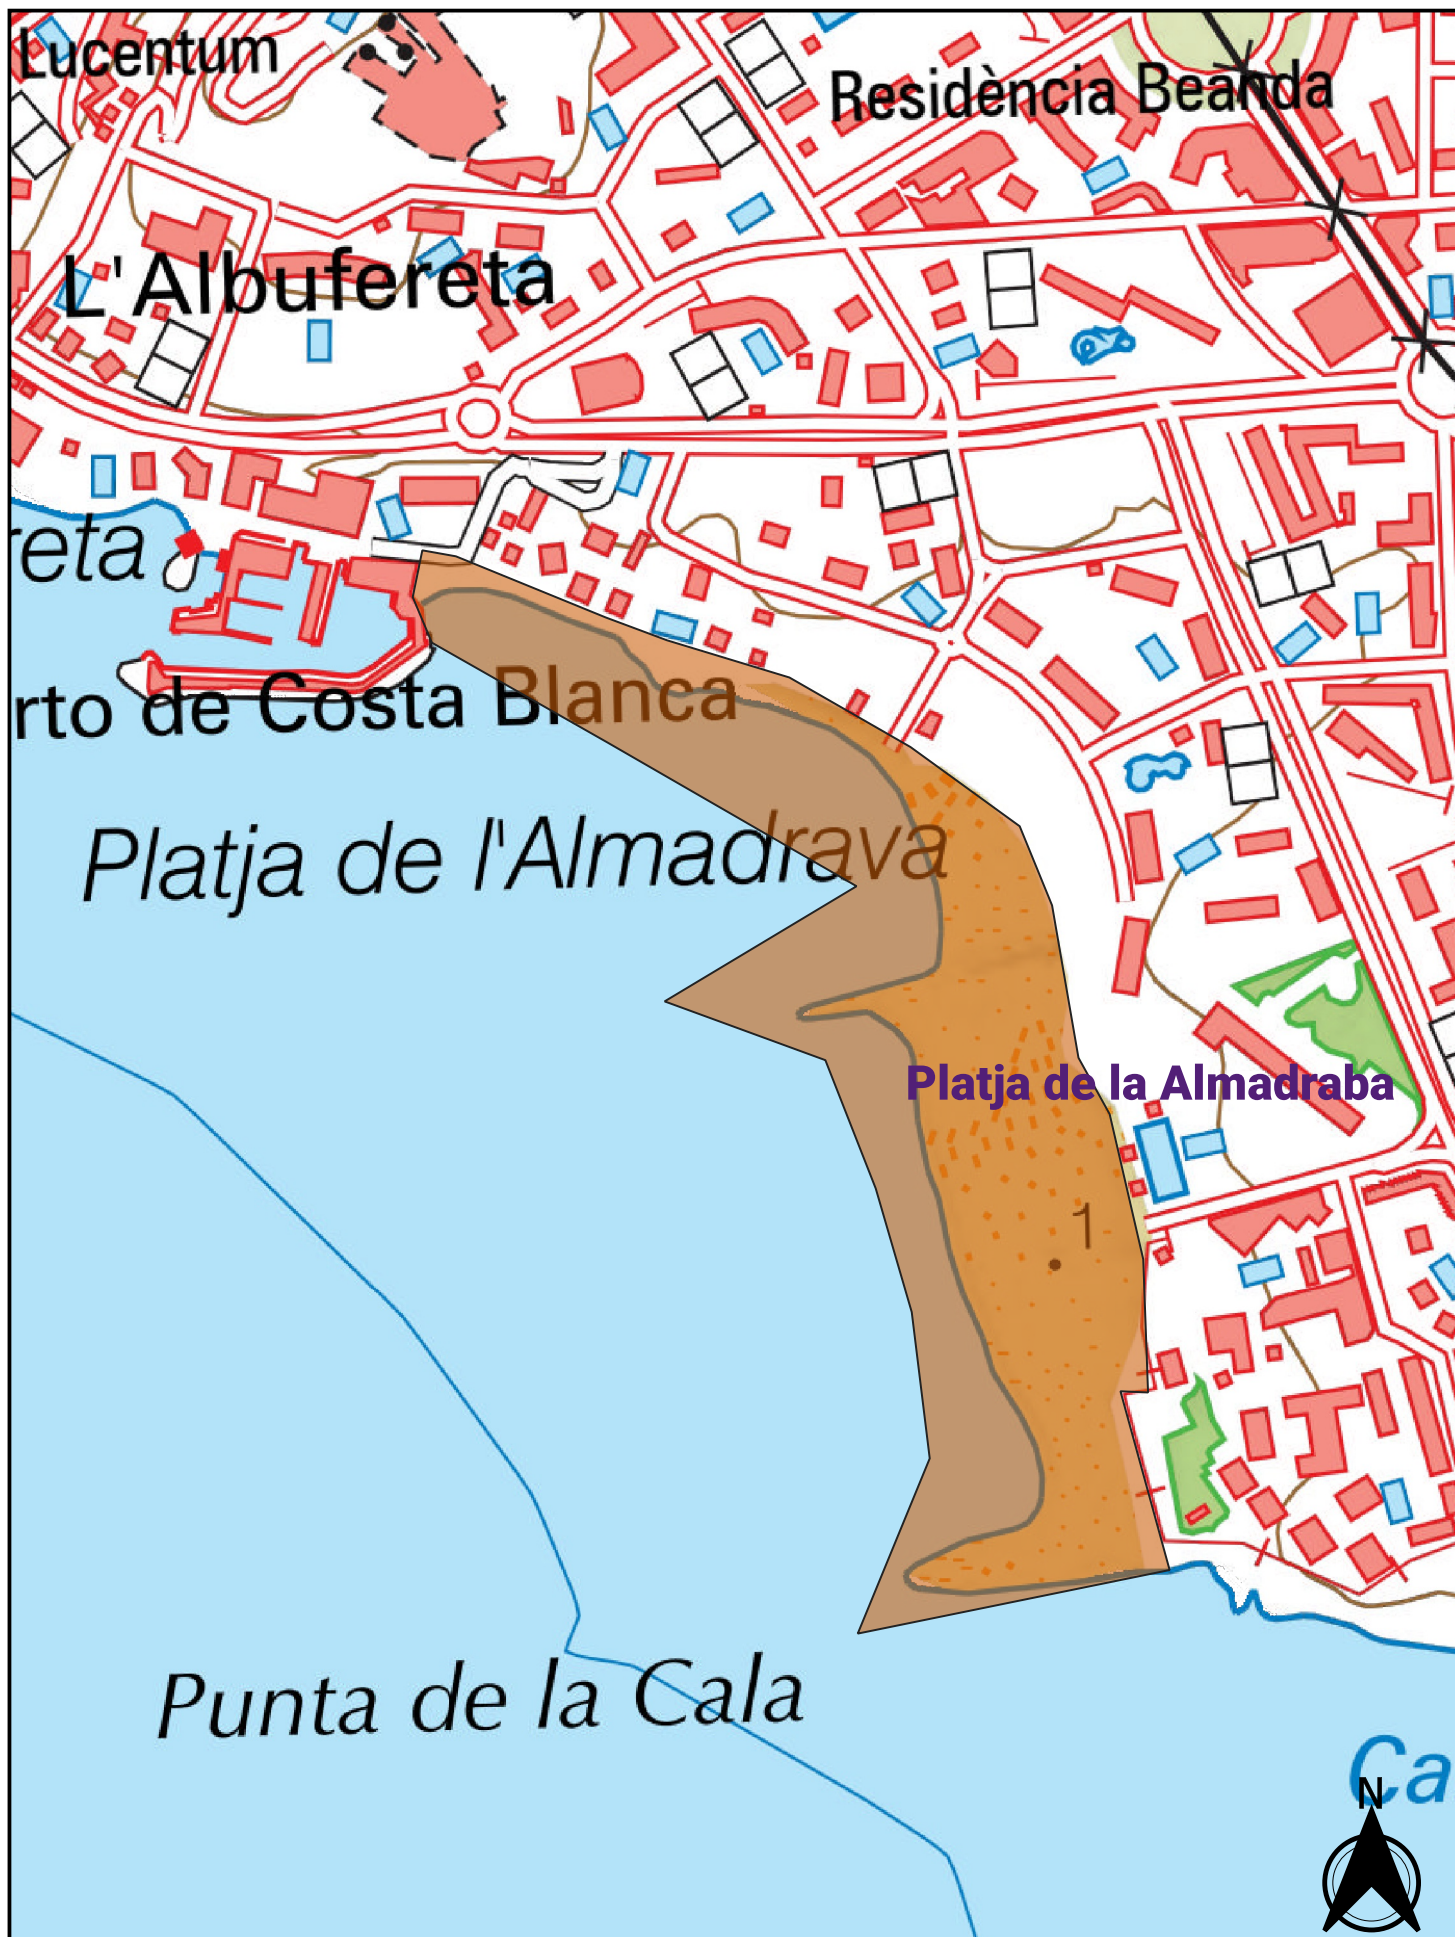 Lucentum
Residència Beanda
L'Albufereta
reta
rto de Costa Blanca
Platja de l'Almadrava
Platja de la Almadraba
1
Punta de la Cala
Ca
N